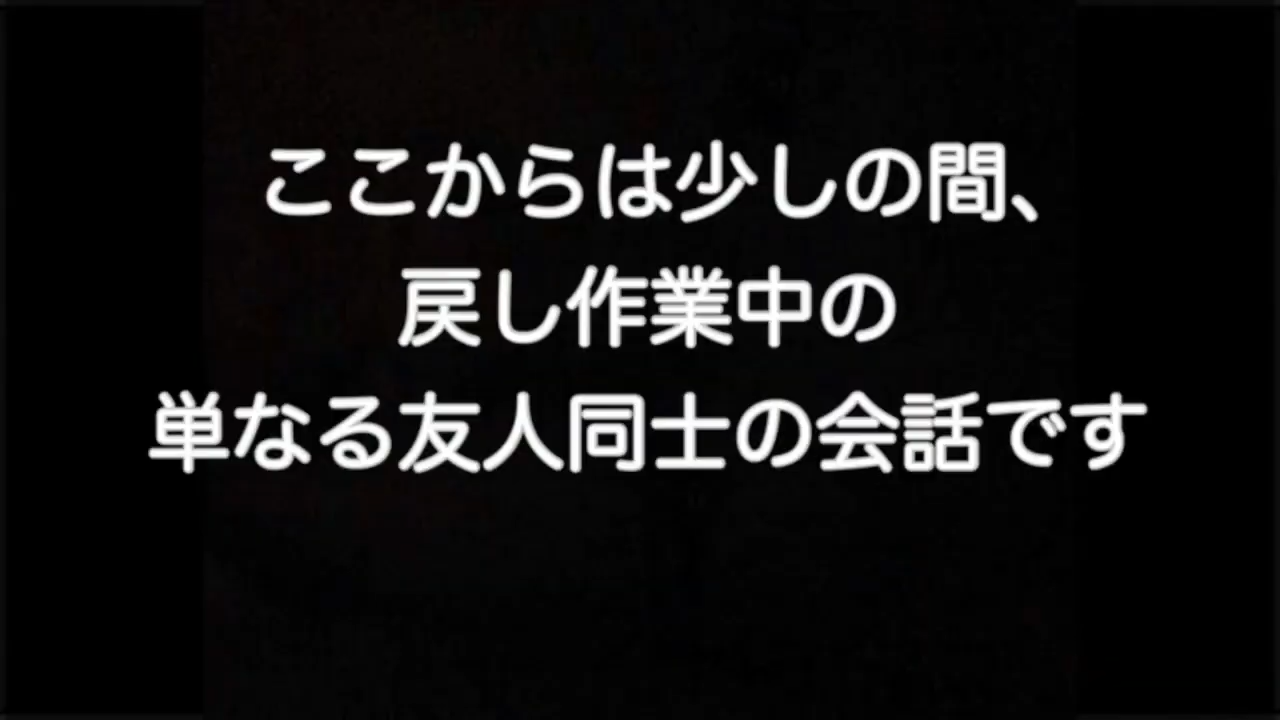 ここからは少しの間、
戻し作業中の
単なる友人同士の会話です